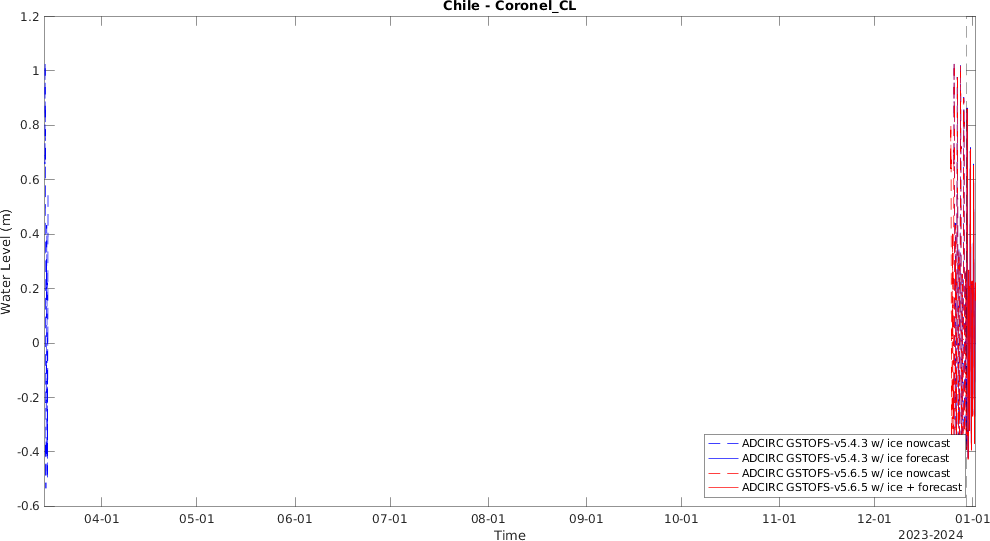 Chile - Coronel_CL
1.2
1
0.8
0.6
0.4
0.2
0
-0.2
-0.4
-0.6
Water Level (m)
04-01 05-01 06-01 07-01 08-01 09-01 10-01 11-01 12-01 01-01
Time
2023-2024
ADCIRC GSTOFS-v5.4.3 w/ ice nowcast
ADCIRC GSTOFS-v5.4.3 w/ ice forecast
ADCIRC GSTOFS-v5.6.5 w/ ice nowcast
ADCIRC GSTOFS-v5.6.5 w/ ice + forecast